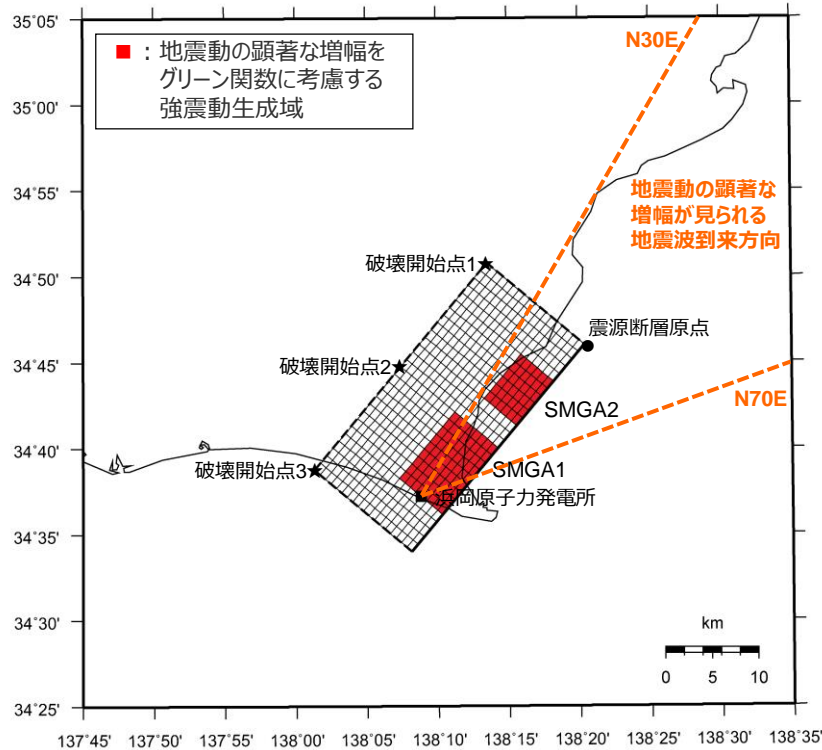 35°05'
35°00'
34°55'
34°50'
34°45'
34°40'
34°35'
34°30'
34°25'
■ : 地震動の顕著な増幅を
グリーン関数に考慮する
強震動生成域
N30E
地震動の顕著な
増幅が見られる
地震波到来方向
破壊開始点1
震源断層原点
破壊開始点2
N70E
SMGA2
破壊開始点3
SMGA1
浜岡原子力発電所
km
0 5 10
137°45' 137°50' 137°55' 138°00' 138°05' 138°10' 138°15' 138°20' 138°25' 138°30' 138°35'